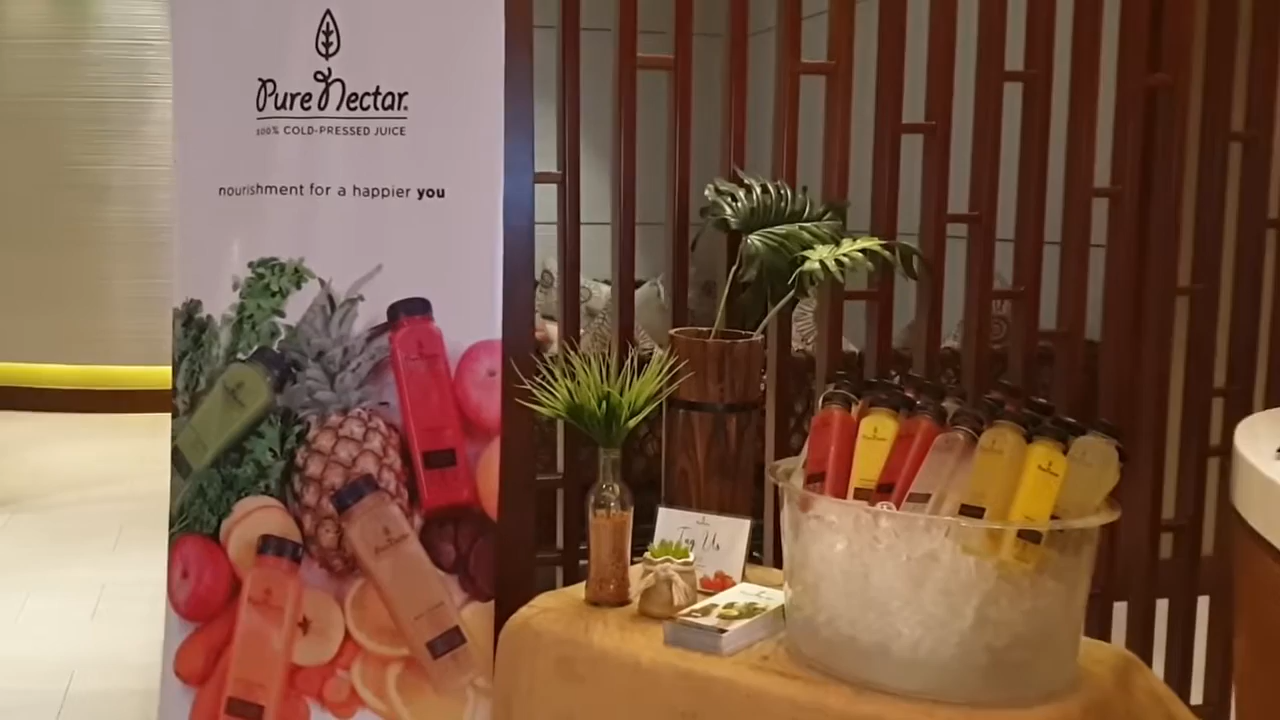 Pure Nectar
100% COLD-PRESSED JUICE
nourishment for a happier you
Tag Us